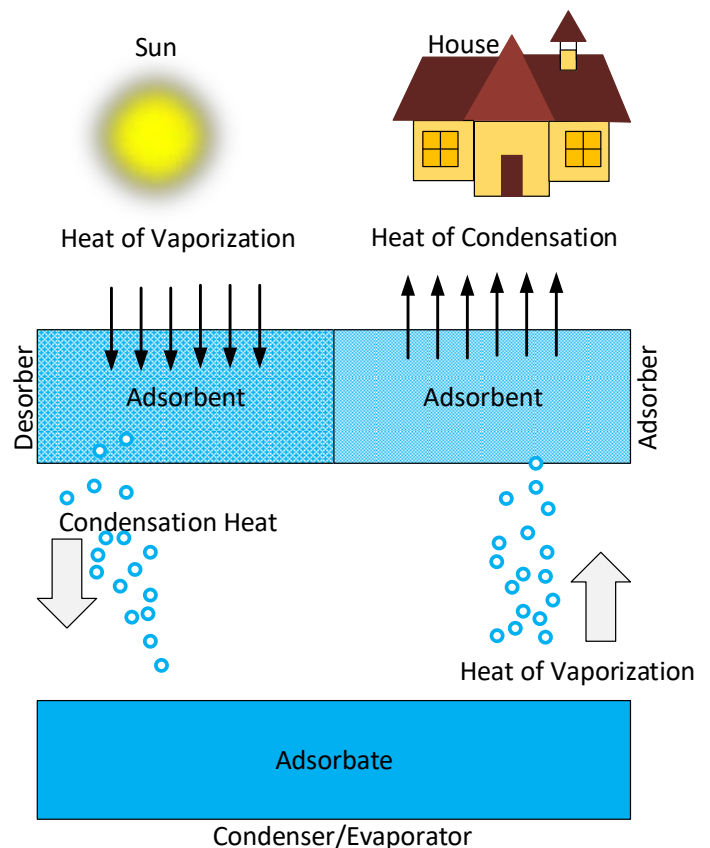 Sun
House
Heat of Vaporization
Heat of Condensation
Desorber
Adsorbent
Adsorbent
Adsorber
Condensation Heat
Heat of Vaporization
Adsorbate
Condenser/Evaporator